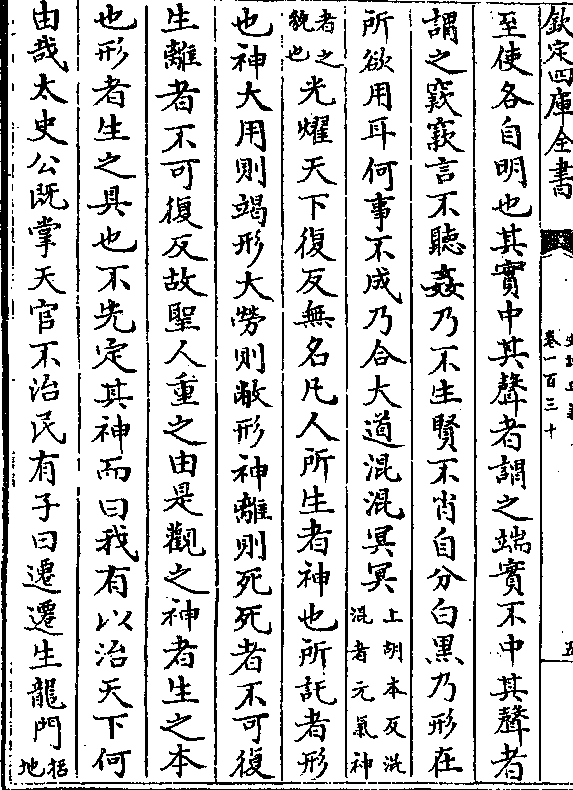 欽定四庫全書
卷一百三十
五
至使各自明也其實中其聲者謂之端實不中其聲者
謂之窾窾言不聽姦乃不生賢不肖自分白黑乃形在
所欲用耳何事不成乃合大道混混冥冥上胡本反混混者元氣神
者之貌也光耀天下復反無名凡人所生者神也所託者形
也神大用則竭形大勞則敝形神離則死死者不可復
生離者不可復反故聖人重之由是觀之神者生之本
也形者生之具也不先定其神而曰我有以治天下何
由哉太史公既掌天官不治民有子曰遷遷生龍門括地